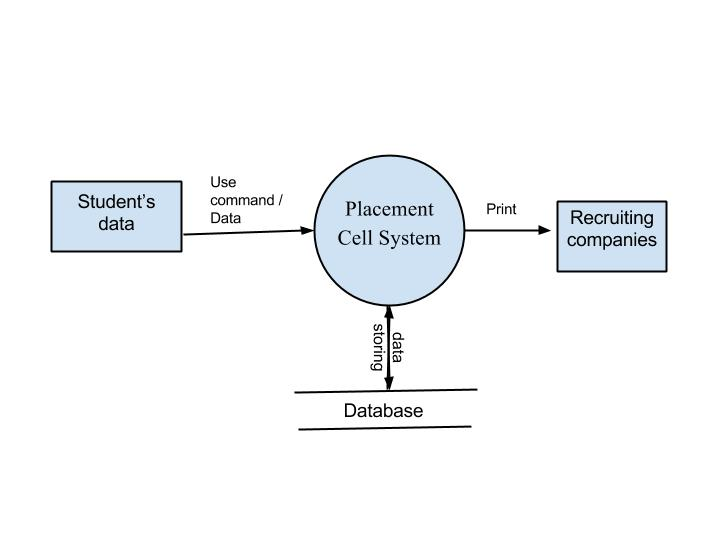 Student's
data
Use
command /
Data
Placement
Cell System
Print
Recruiting
companies
data
storing
Database